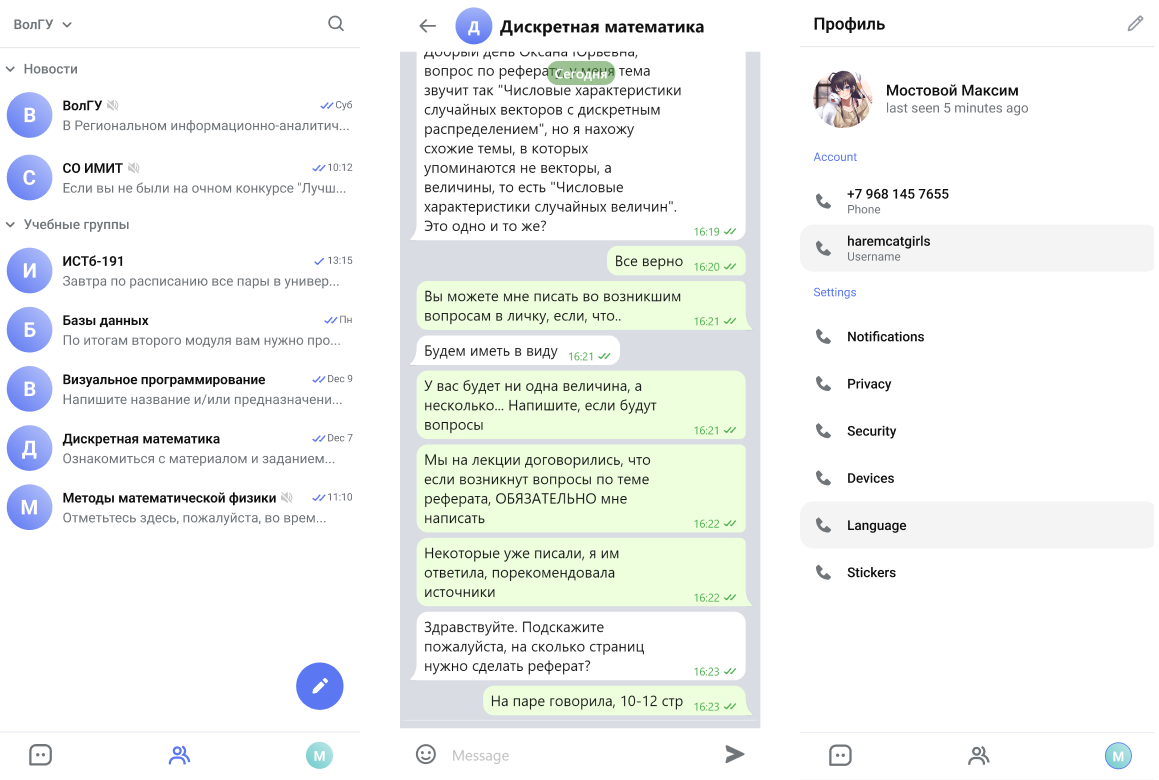 ВолГУ
Новости
В
ВолГУ
Суб
В Региональном информационно-аналитич...
С
СО ИМИТ
10:12
Если вы не были на очном конкурсе "Лучш...
Учебные группы
И
ИСТб-191
13:15
Завтра по расписанию все пары в универ...
Б
Базы данных
Пн
По итогам второго модуля вам нужно про...
В
Визуальное программирование
Dec 9
Напишите название и/или предназначени...
Д
Дискретная математика
Dec 7
Ознакомиться с материалом и заданием...
М
Методы математической физики
11:10
Отметьтесь здесь, пожалуйста, во врем...
М
Д
Дискретная математика
Добрый день Оксана Юрьевна,
вопрос по реферату, у меня тема
Сегодня
звучит так "Числовые характеристики
случайных векторов с дискретным
распределением", но я нахожу
схожие темы, в которых
упоминаются не векторы, а
величины, то есть "Числовые
характеристики случайных величин".
Это одно и то же?
16:19
Все верно
16:20
Вы можете мне писать во возникшим
вопросам в личку, если, что..
16:21
Будем иметь в виду
16:21
У вас будет ни одна величина, а
несколько... Напишите, если будут
вопросы
16:21
Мы на лекции договорились, что
если возникнут вопросы по теме
реферата, ОБЯЗАТЕЛЬНО мне
написать
16:22
Некоторые уже писали, я им
ответила, порекомендовала
источники
16:22
Здравствуйте. Подскажите
пожалуйста, на сколько страниц
нужно сделать реферат?
16:23
На паре говорила, 10-12 стр
16:23
Message
Профиль
Мостовой Максим
last seen 5 minutes ago
Account
+7 968 145 7655
Phone
haremcatgirls
Username
Settings
Notifications
Privacy
Security
Devices
Language
Stickers
М